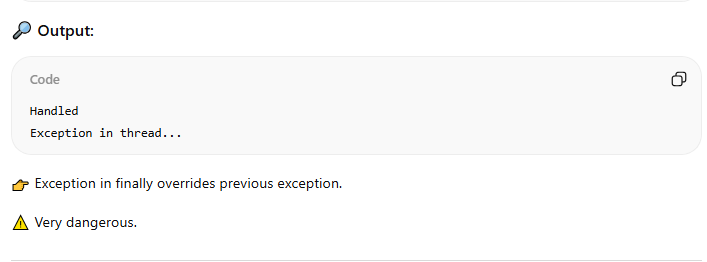 🔎 Output:
Code
Handled
Exception in thread...
👉 Exception in finally overrides previous exception.
⚠️ Very dangerous.